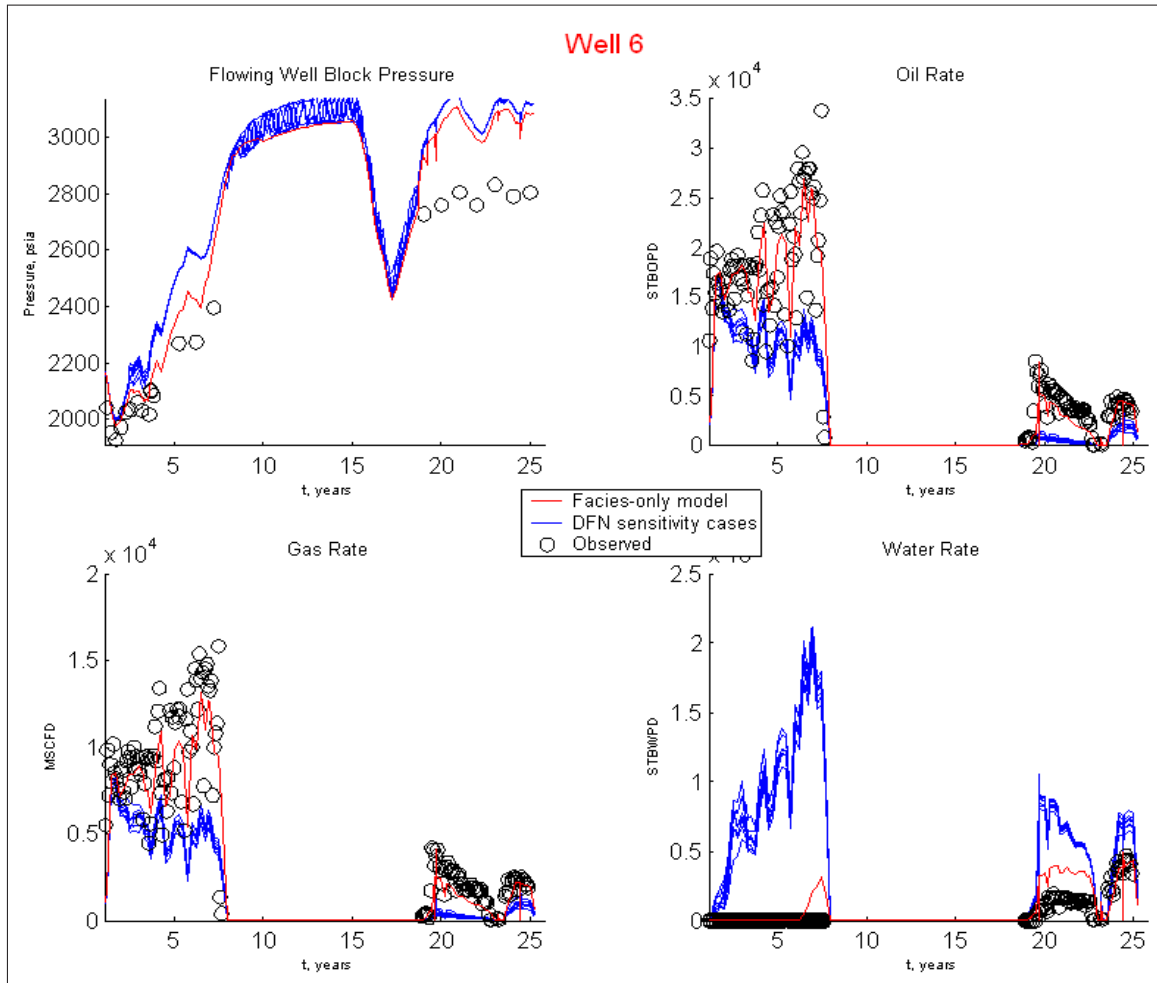 Well 6
Flowing Well Block Pressure
3000
2800
2600
2400
2200
2000
Pressure, psia
5 10 15 20 25
t, years
x 10⁴
Oil Rate
3.5
3
2.5
2
1.5
1
0.5
0
STBOPD
5 10 15 20 25
t, years
Facies-only model
DFN sensitivity cases
Observed
x 10⁴
Gas Rate
2
1.5
1
0.5
0
MSCFD
5 10 15 20 25
t, years
Water Rate
2.5
2
1.5
1
0.5
0
STBWPD
5 10 15 20 25
t, years